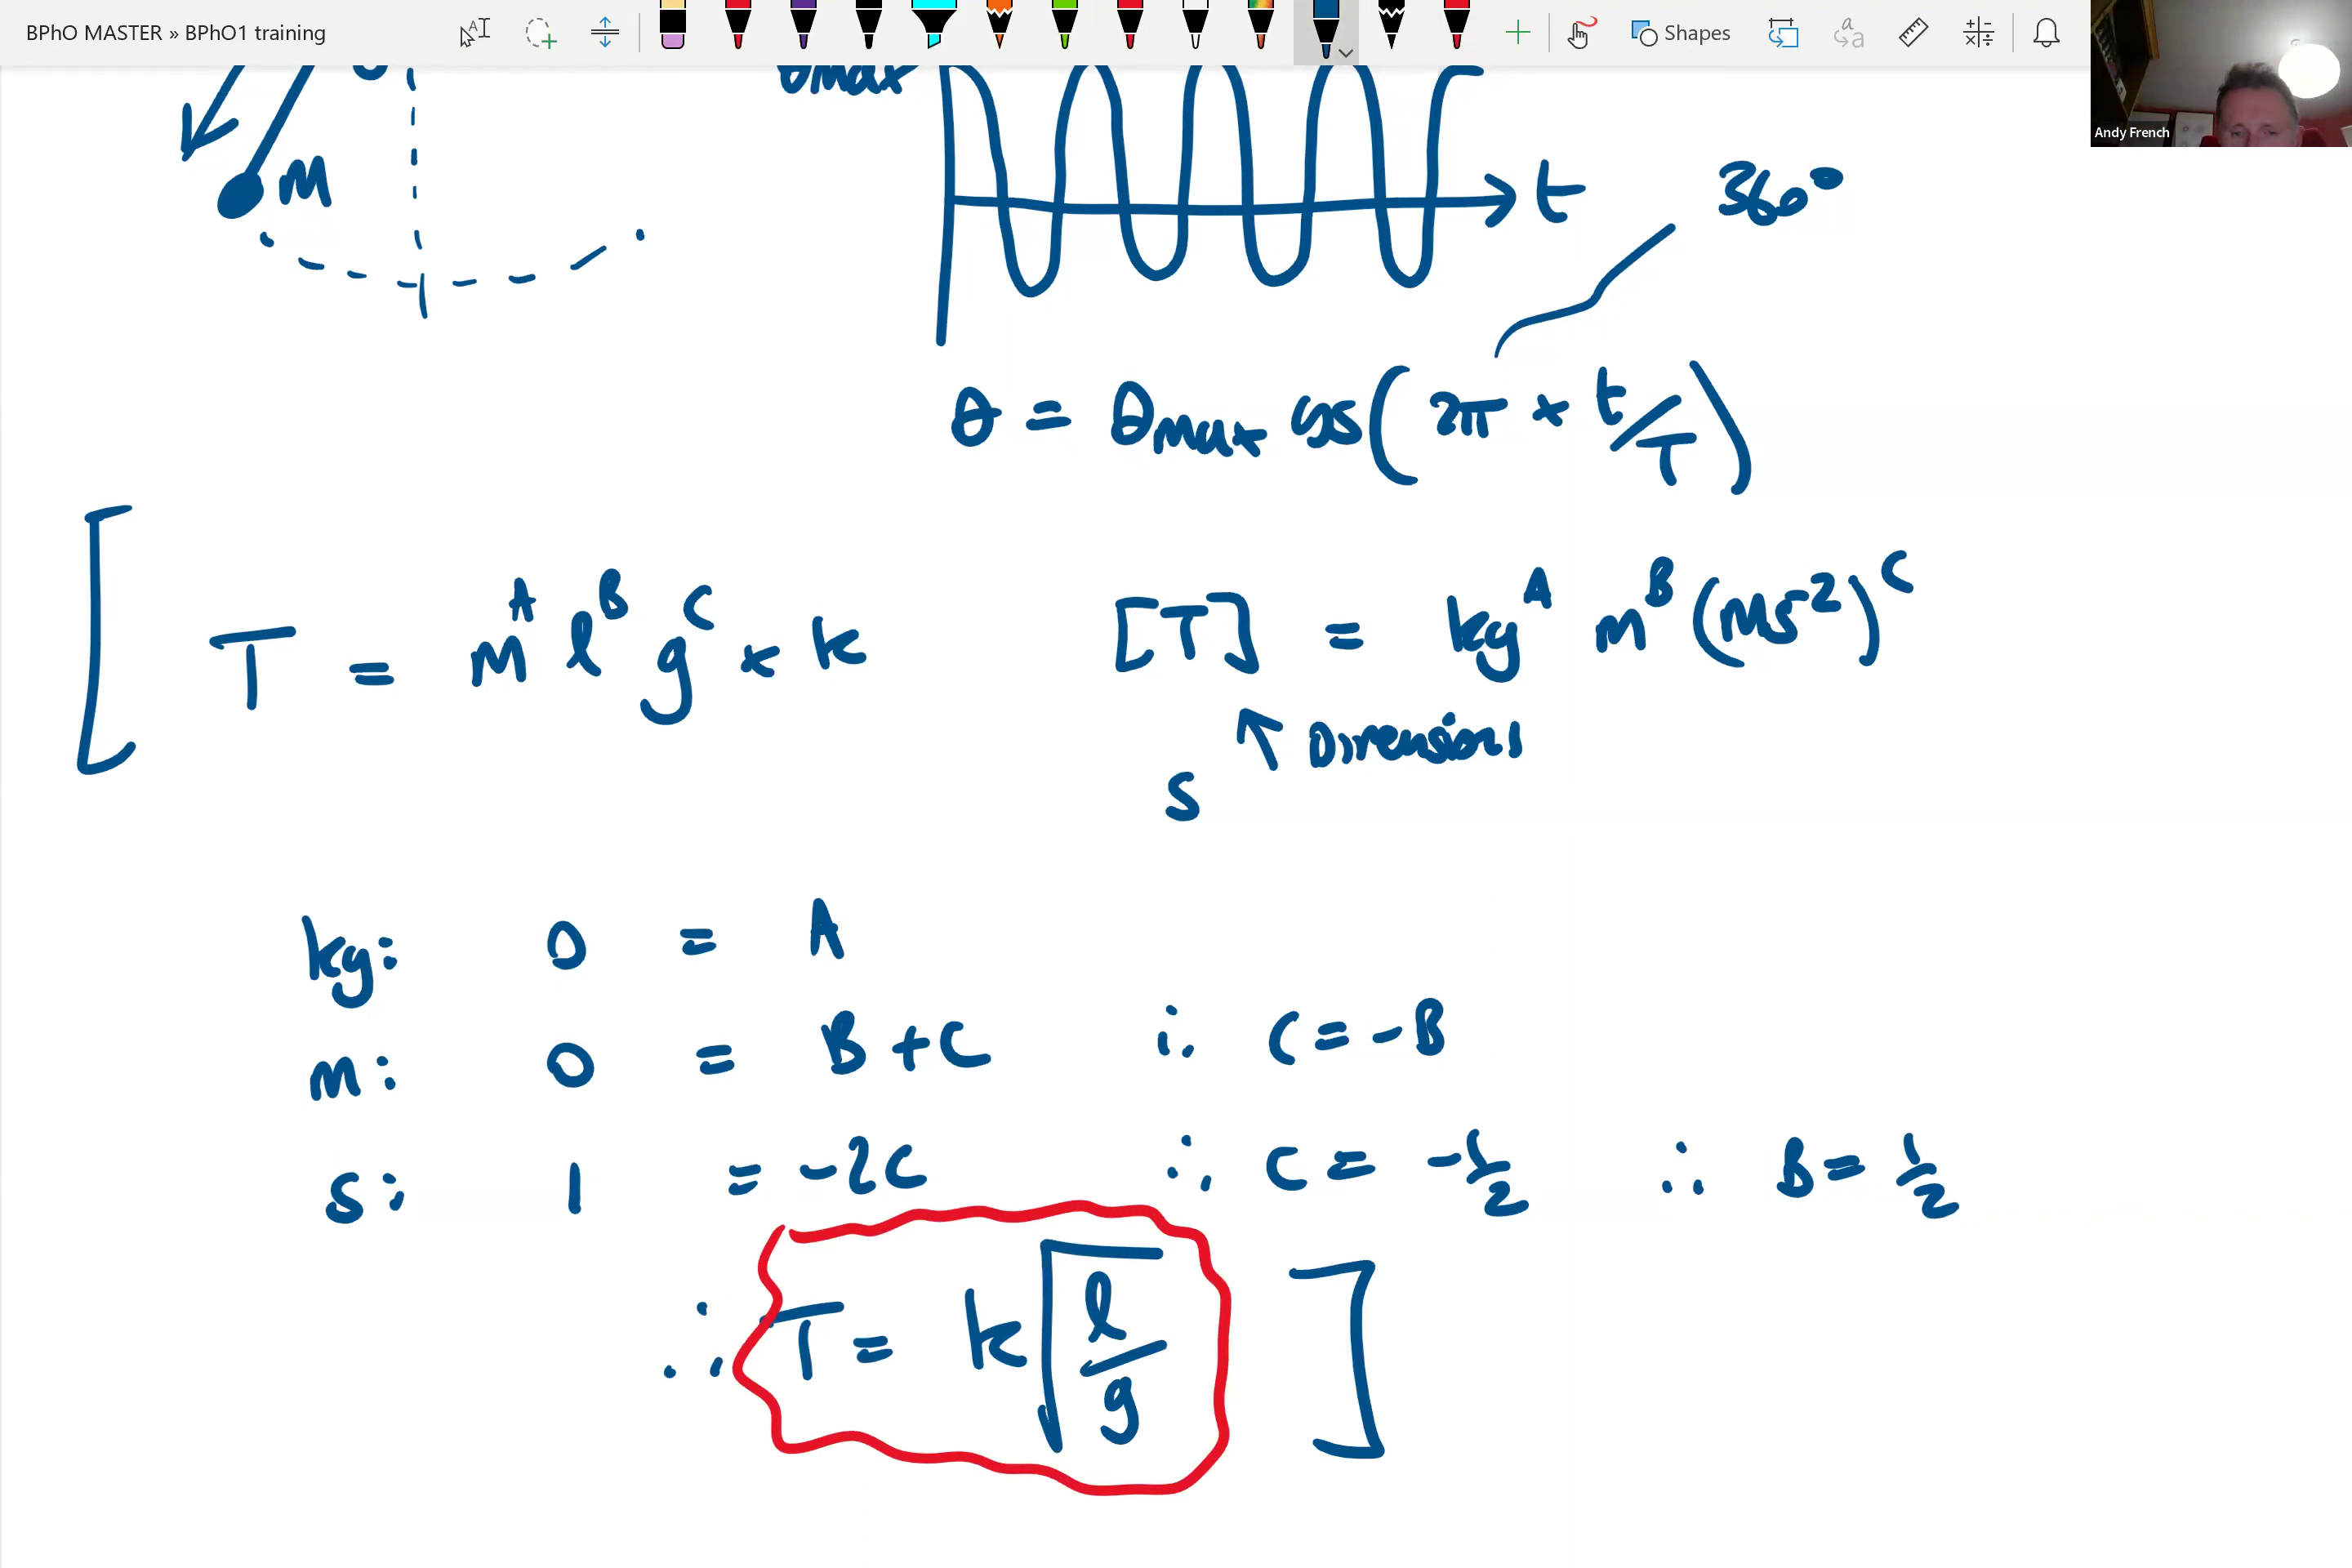 BPhO MASTER » BPhO1 training
Shapes
Andy French
θmax
M
t
360°
θ = θmax cos(2π × t/T)
T = m^A l^B g^C × k
[T] = kg^A m^B (ms^-2)^C
↑ Dimensions
s
kg: 0 = A
m: 0 = B + C ∴ C = -B
s: 1 = -2C ∴ C = -1/2 ∴ B = 1/2
∴ T = k√(l/g)